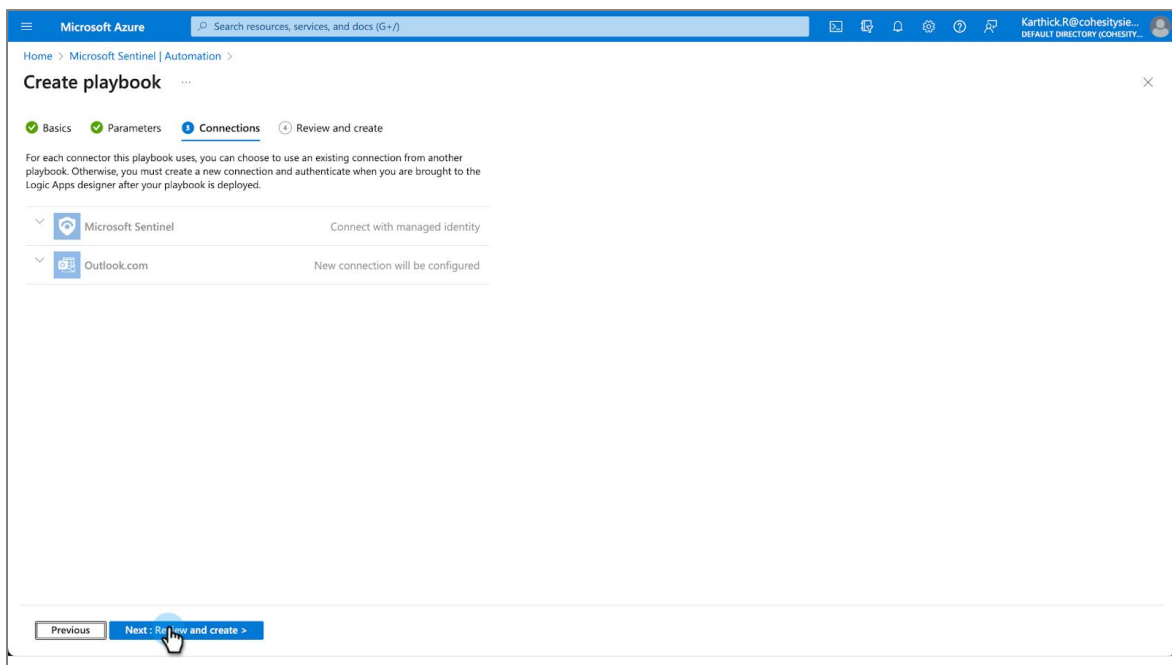 Microsoft Azure
Search resources, services, and docs (G+/)
Karthick.R@cohesitysie...
DEFAULT DIRECTORY (COHESITY...
Home > Microsoft Sentinel | Automation >
Create playbook ...
Basics
Parameters
3 Connections
4 Review and create
For each connector this playbook uses, you can choose to use an existing connection from another
playbook. Otherwise, you must create a new connection and authenticate when you are brought to the
Logic Apps designer after your playbook is deployed.
Microsoft Sentinel
Connect with managed identity
Outlook.com
New connection will be configured
Previous
Next : Review and create >